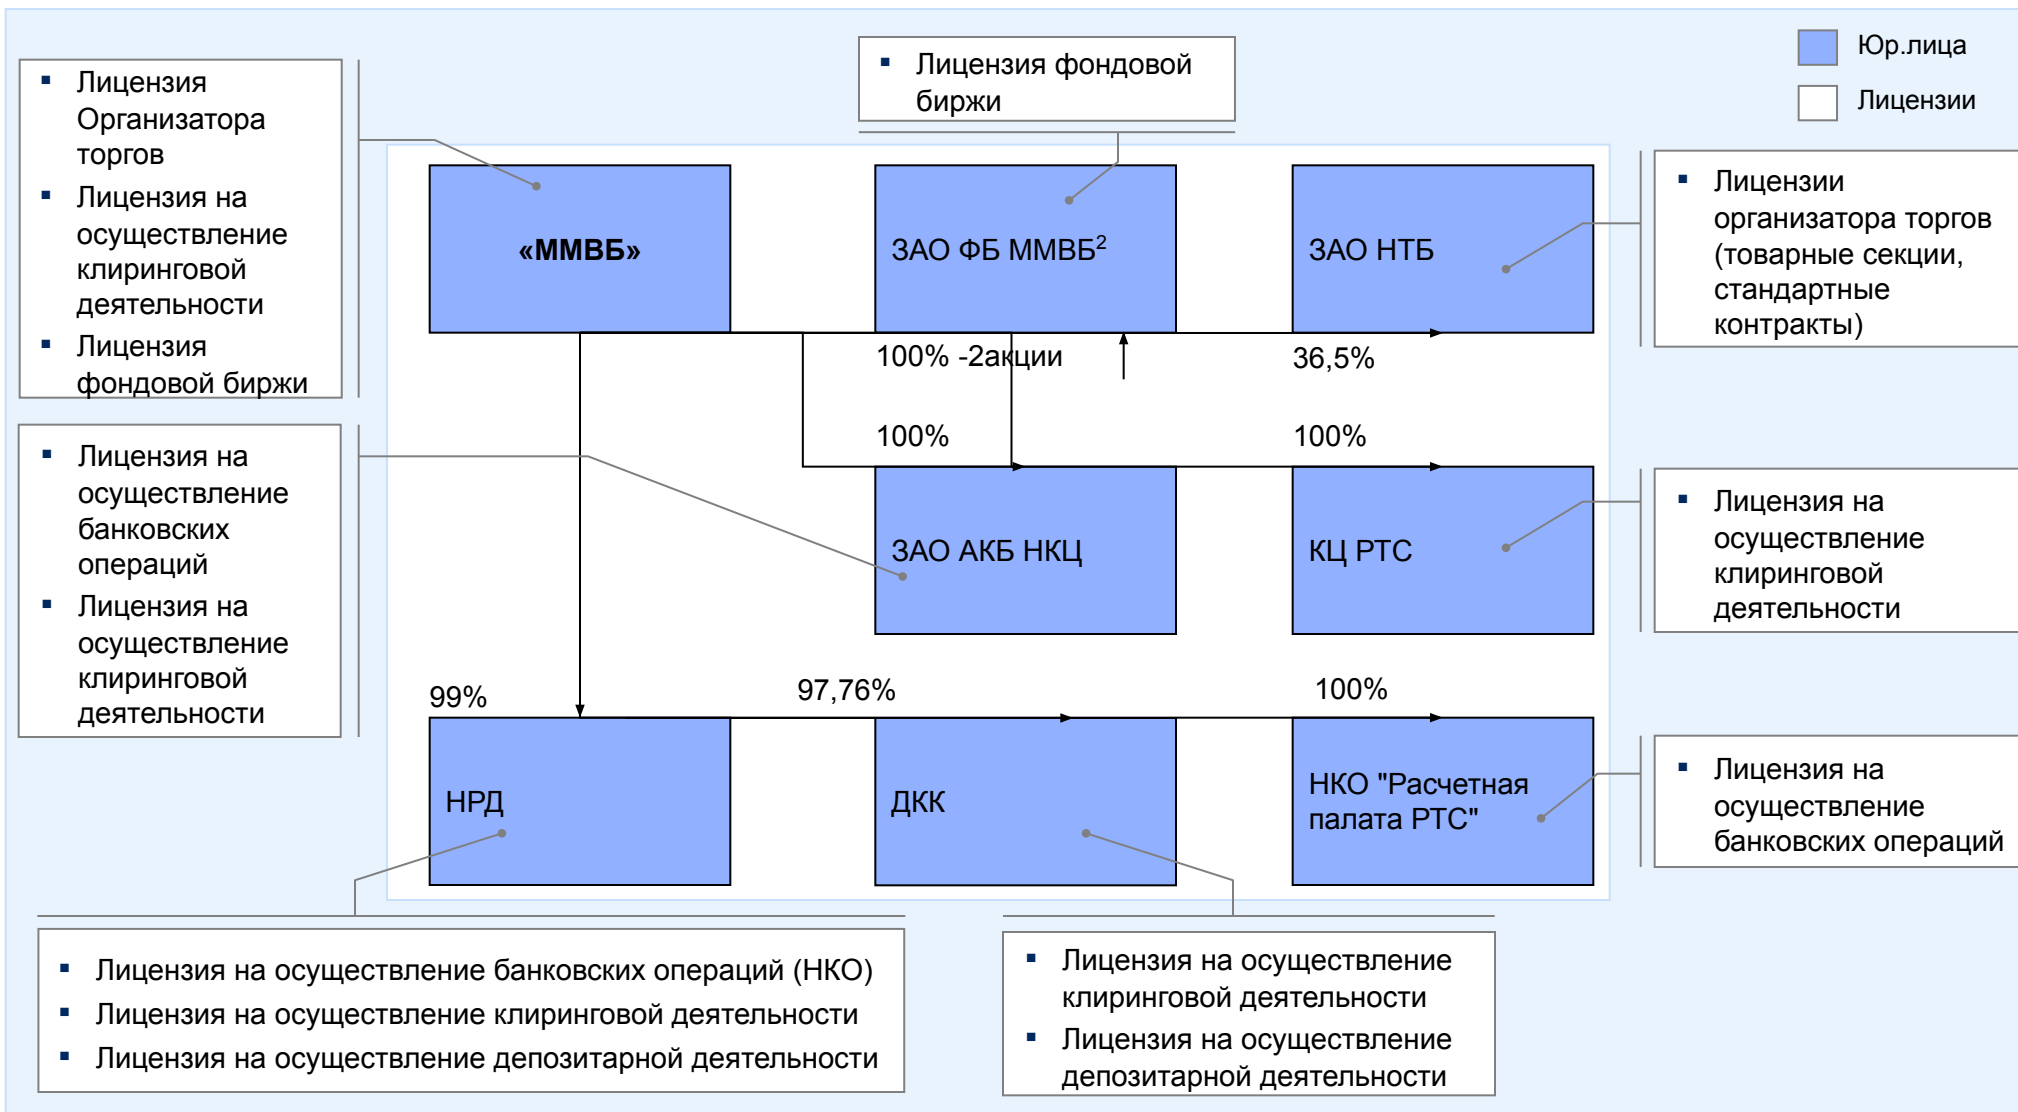 Лицензия фондовой
биржи
Юр.лица
Лицензии
Лицензия
Организатора
торгов
Лицензия на
осуществление
клиринговой
деятельности
Лицензия
фондовой биржи
«ММВБ»
ЗАО ФБ ММВБ2
ЗАО НТБ
Лицензии
организатора торгов
(товарные секции,
стандартные
контракты)
100% -2акции
36,5%
100%
100%
Лицензия на
осуществление
банковских
операций
Лицензия на
осуществление
клиринговой
деятельности
ЗАО АКБ НКЦ
КЦ РТС
Лицензия на
осуществление
клиринговой
деятельности
99%
97,76%
100%
НРД
ДКК
НКО "Расчетная
палата РТС"
Лицензия на
осуществление
банковских операций
Лицензия на осуществление банковских операций (НКО)
Лицензия на осуществление клиринговой деятельности
Лицензия на осуществление депозитарной деятельности
Лицензия на осуществление
клиринговой деятельности
Лицензия на осуществление
депозитарной деятельности